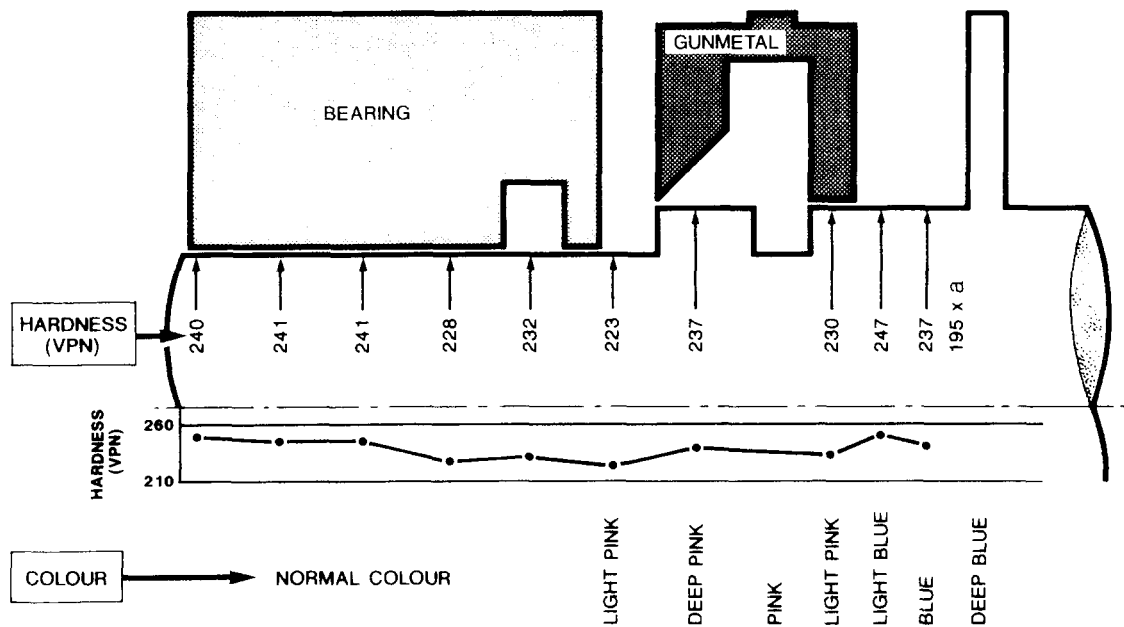 GUNMETAL
BEARING
HARDNESS
(VPN)
240
241
241
228
232
223
237
230
247
237
195 x a
HARDNESS
(VPN)
260
210
COLOUR
NORMAL COLOUR
LIGHT PINK
DEEP PINK
PINK
LIGHT PINK
LIGHT BLUE
BLUE
DEEP BLUE